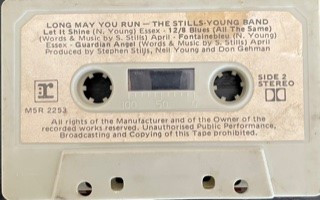 LONG MAY YOU RUN — THE STILLS-YOUNG BAND
Let It Shine (N. Young) Essex - 12/8 Blues (All The Same)
(Words & Music by S. Stills) April - Fontainebleu (N. Young)
Essex - Guardian Angel (Words & Music by S. Stills) April
Produced by Stephen Stills, Neil Young and Don Gehman
r
M5R 2253
SIDE 2
DOLBY
All rights of the Manufacturer and of the Owner of the
recorded works reserved. Unauthorised Public Performance,
Broadcasting and Copying of this Tape prohibited.